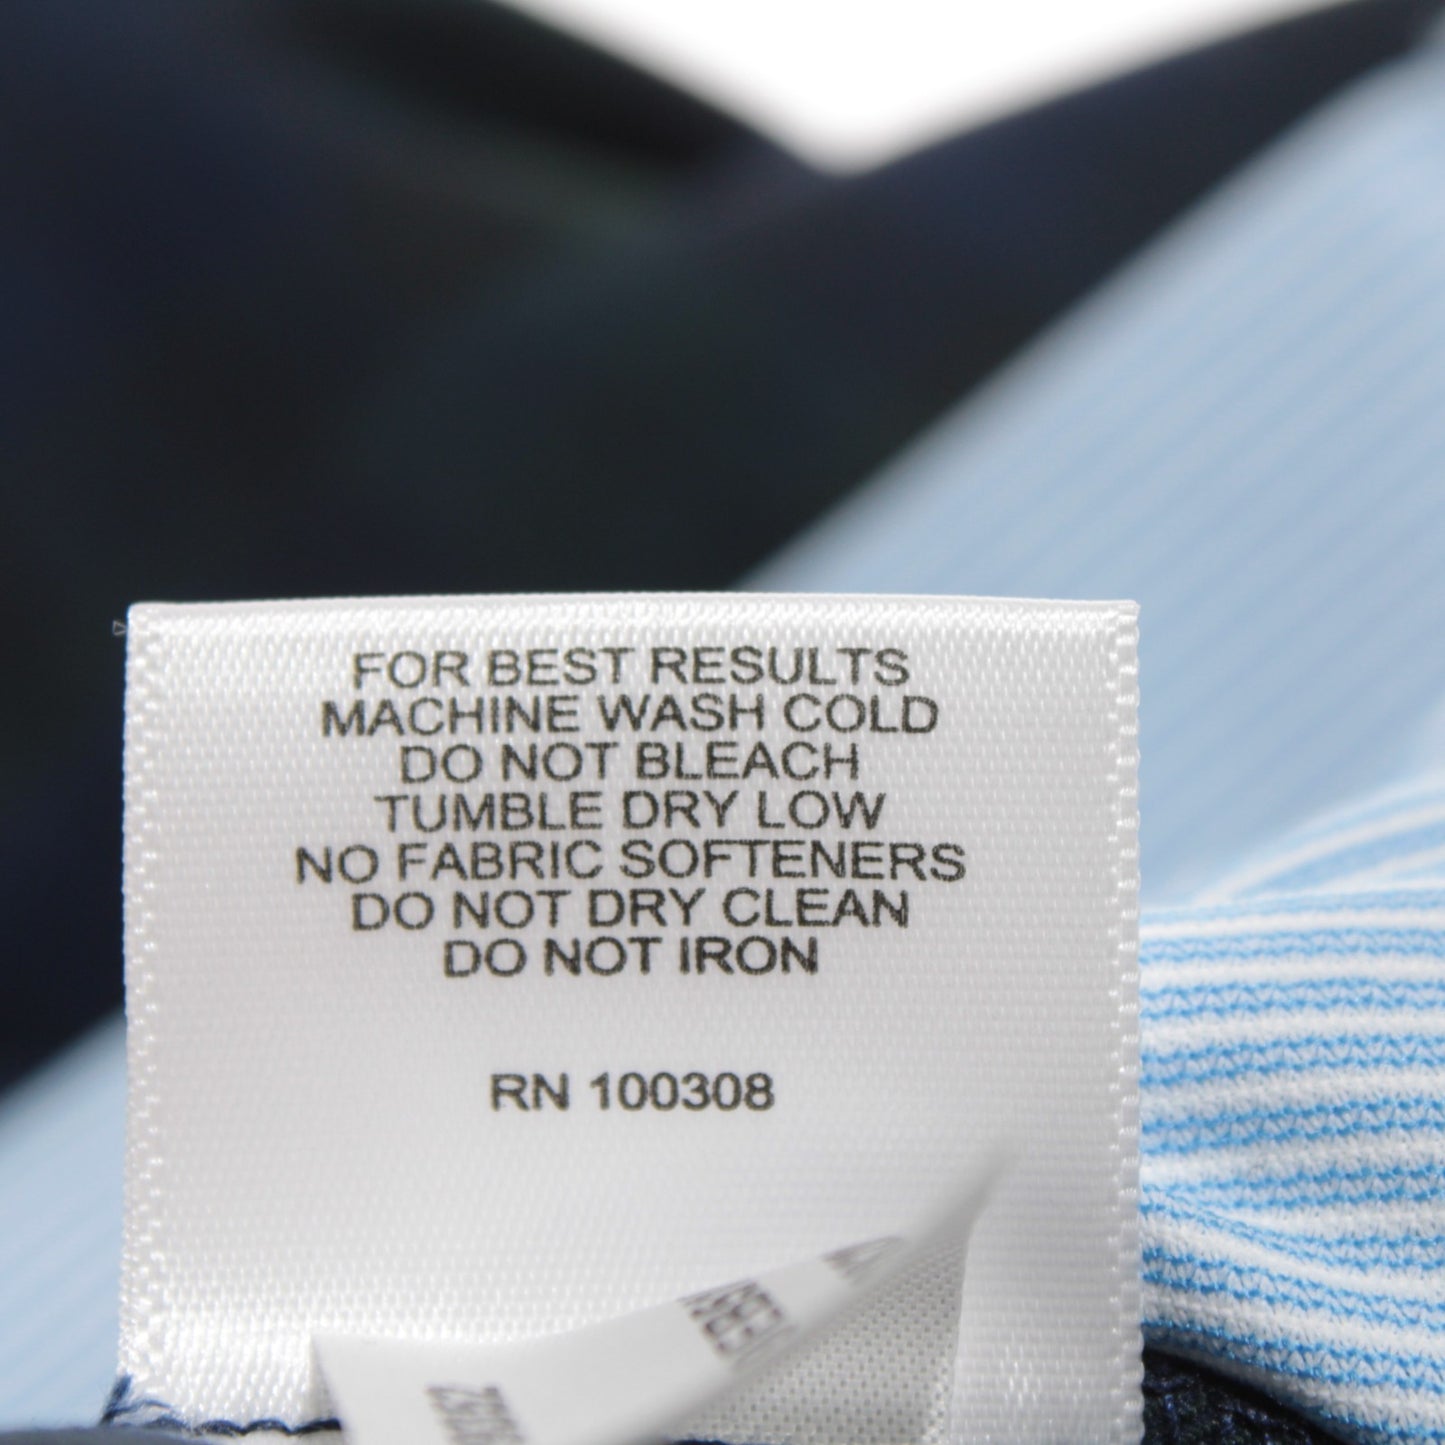 FOR BEST RESULTS
MACHINE WASH COLD
DO NOT BLEACH
TUMBLE DRY LOW
NO FABRIC SOFTENERS
DO NOT DRY CLEAN
DO NOT IRON
RN 100308